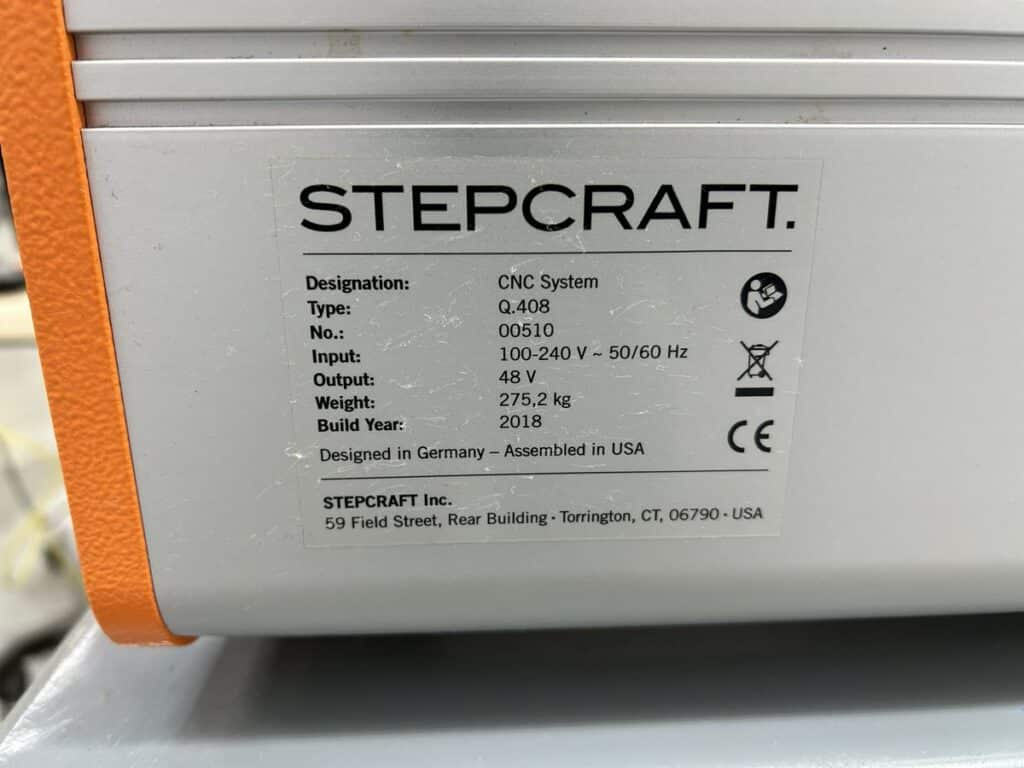 STEPCRAFT.
Designation: CNC System
Type: Q.408
No.: 00510
Input: 100-240 V ~ 50/60 Hz
Output: 48 V
Weight: 275,2 kg
Build Year: 2018
Designed in Germany – Assembled in USA
CE
STEPCRAFT Inc.
59 Field Street, Rear Building · Torrington, CT, 06790 · USA